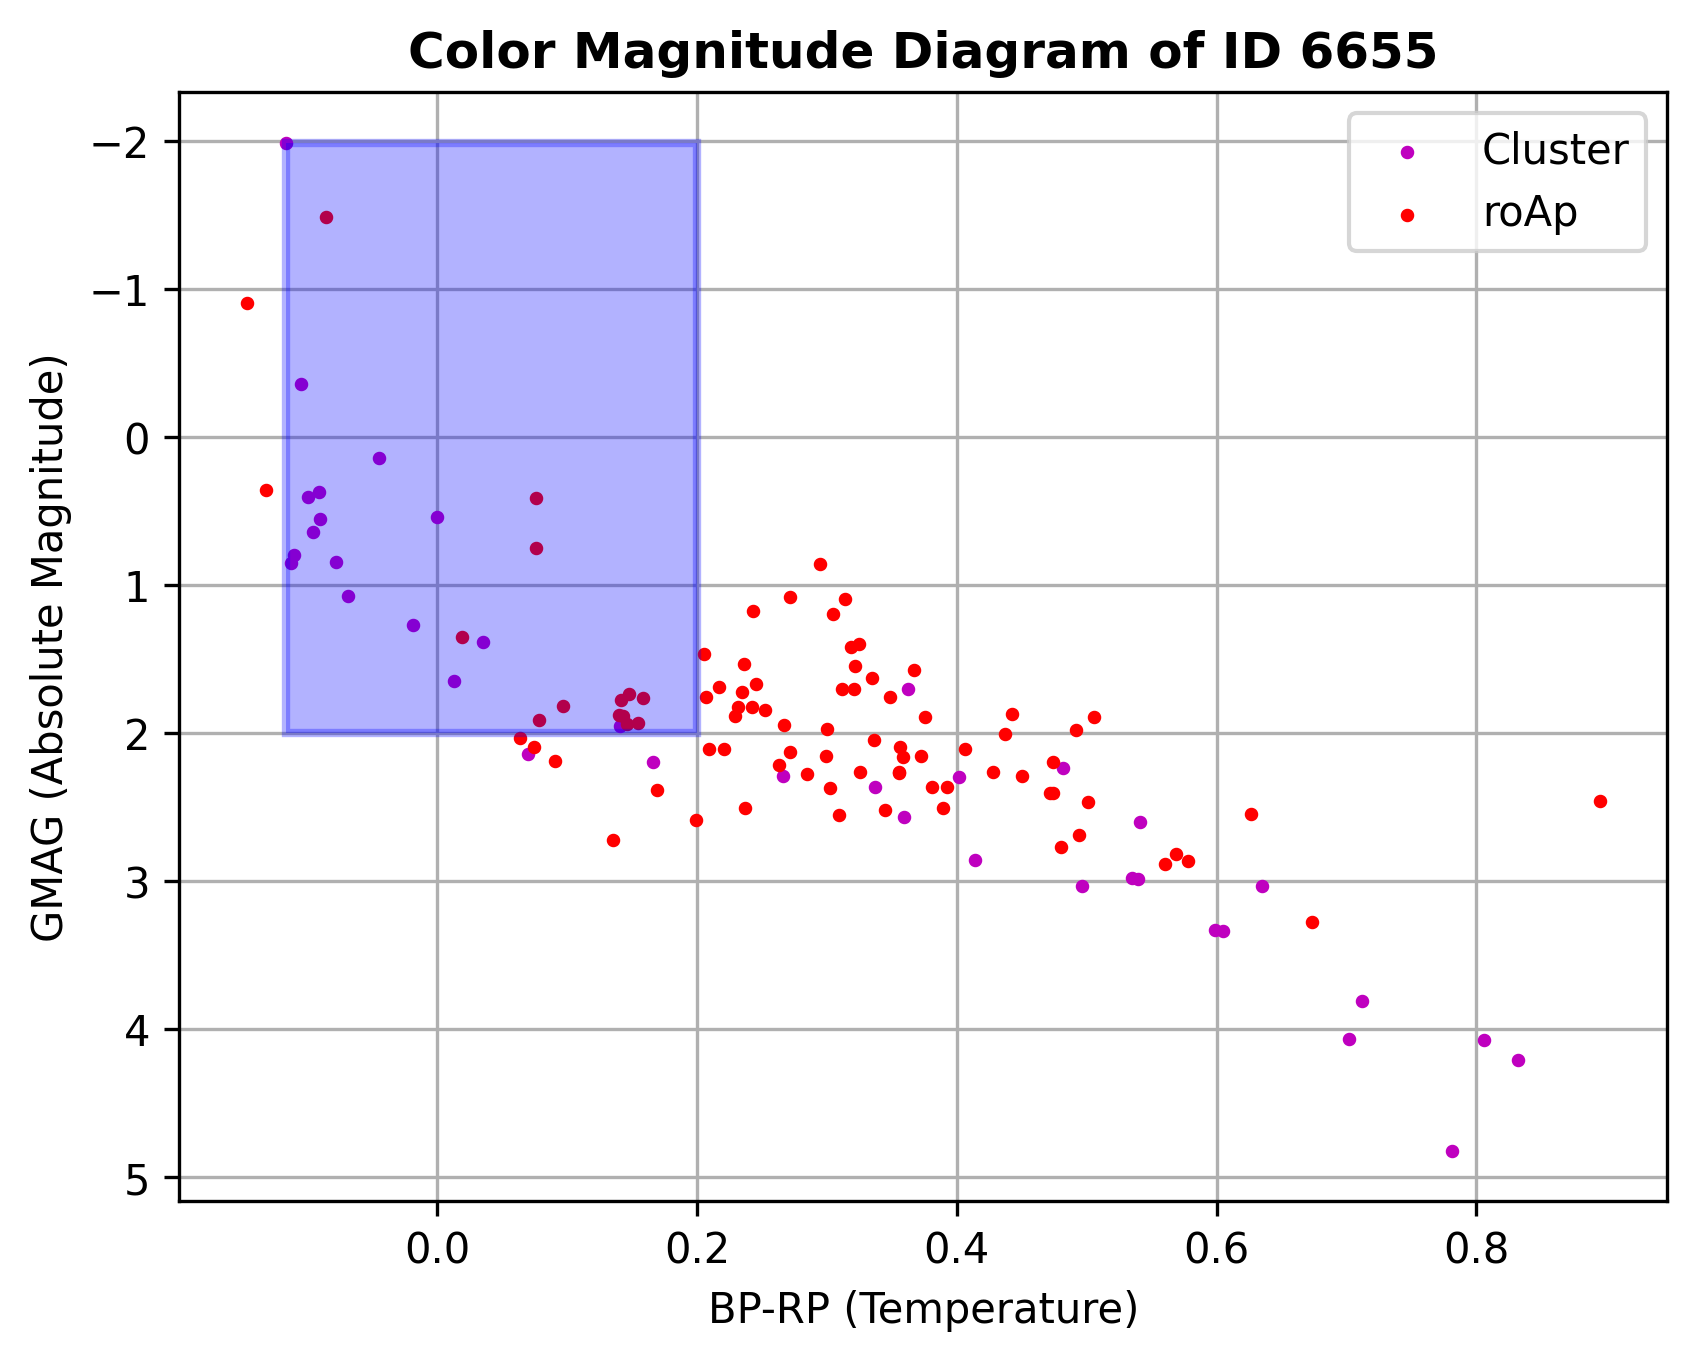 Color Magnitude Diagram of ID 6655
Cluster
roAp
−2
−1
0
1
2
3
4
5
GMAG (Absolute Magnitude)
0.0 0.2 0.4 0.6 0.8
BP-RP (Temperature)